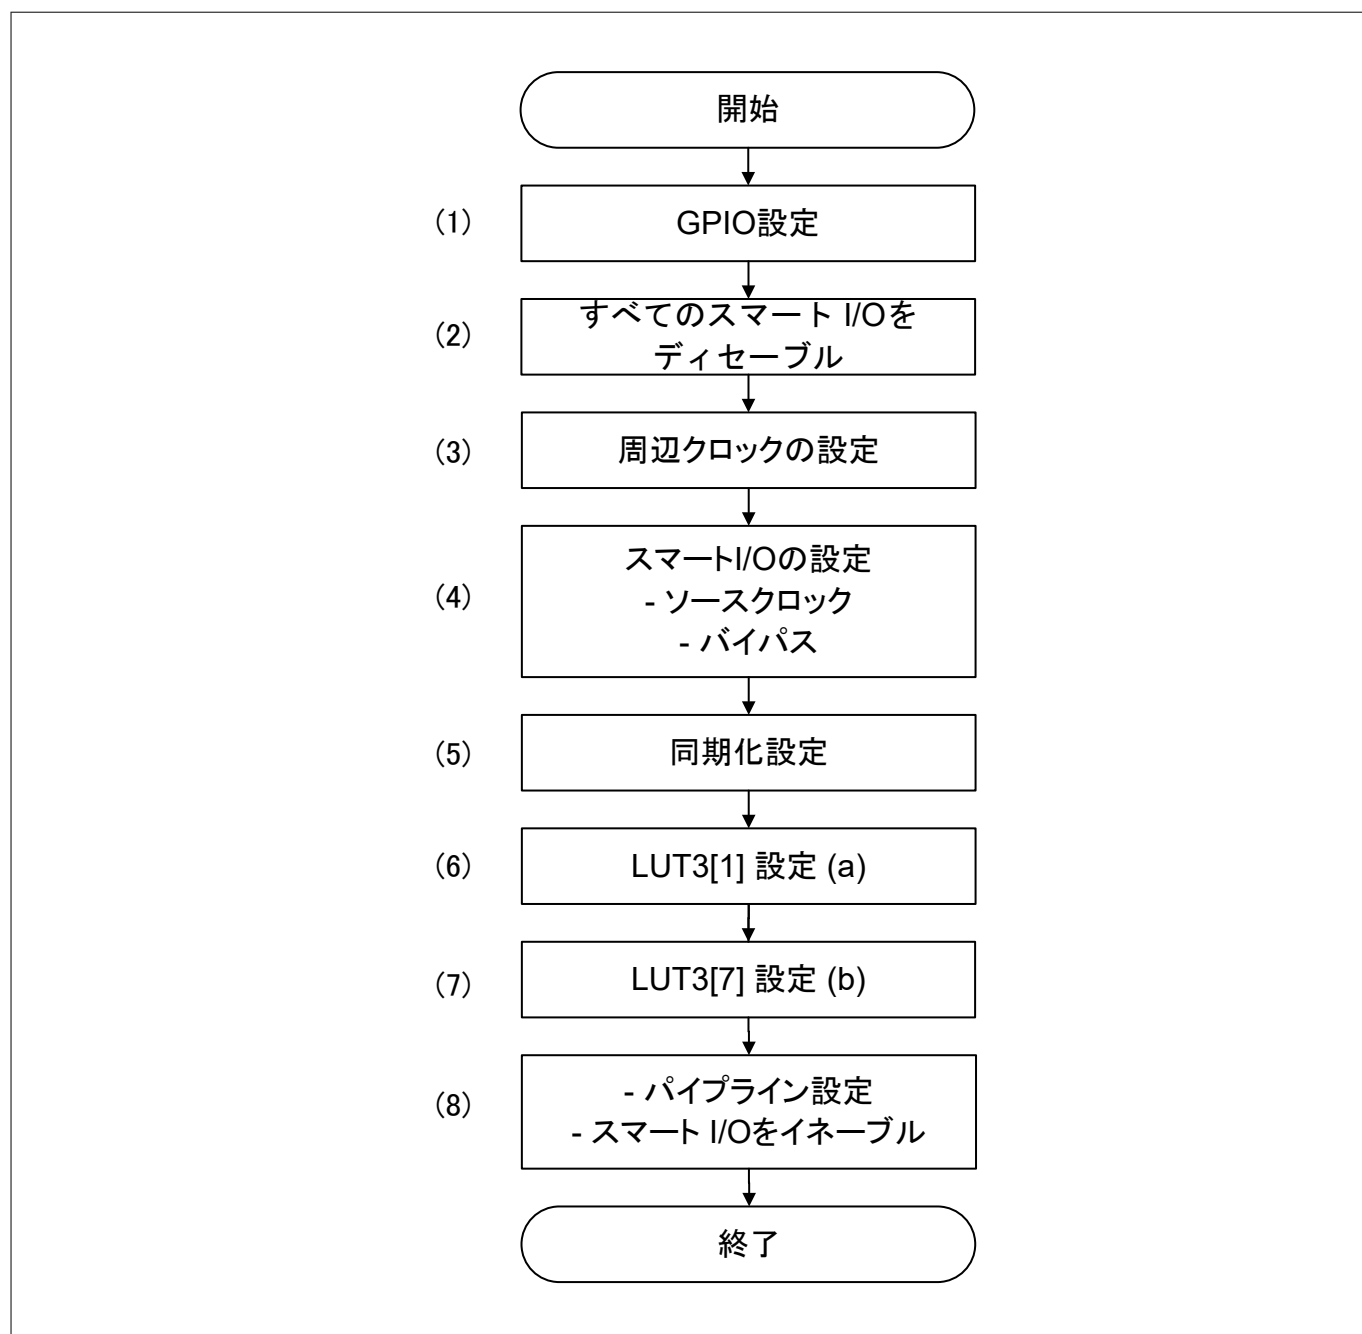 開始
(1)
GPIO設定
(2)
すべてのスマート I/Oを
ディセーブル
(3)
周辺クロックの設定
(4)
スマートI/Oの設定
- ソースクロック
- バイパス
(5)
同期化設定
(6)
LUT3[1] 設定 (a)
(7)
LUT3[7] 設定 (b)
(8)
- パイプライン設定
- スマート I/Oをイネーブル
終了